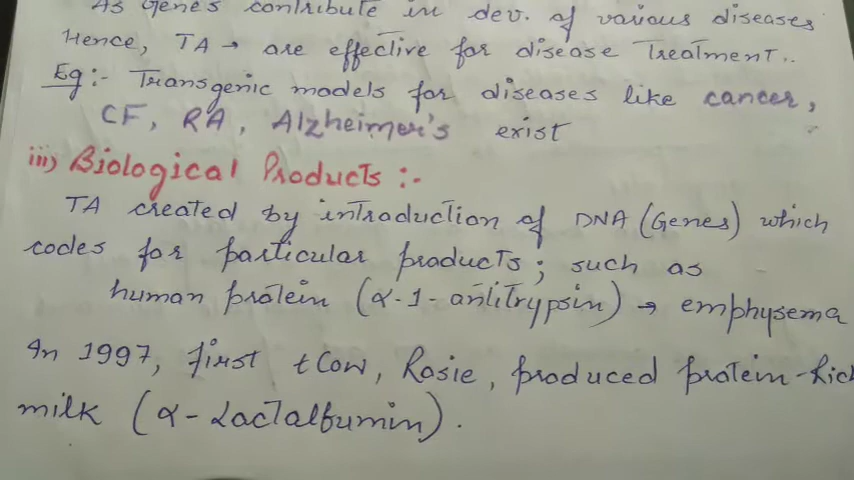 As Genes contribute in dev. of various diseases
Hence, TA → are effective for disease Treatment.
Eg:- Transgenic models for diseases like cancer,
CF, RA, Alzheimer's exist
iii) Biological Products :-
TA created by introduction of DNA (Genes) which
codes for particular products; such as
human protein (α-1-antitrypsin) → emphysema
In 1997, first tCow, Rosie, produced protein-Rich
milk (α-Lactalbumin).